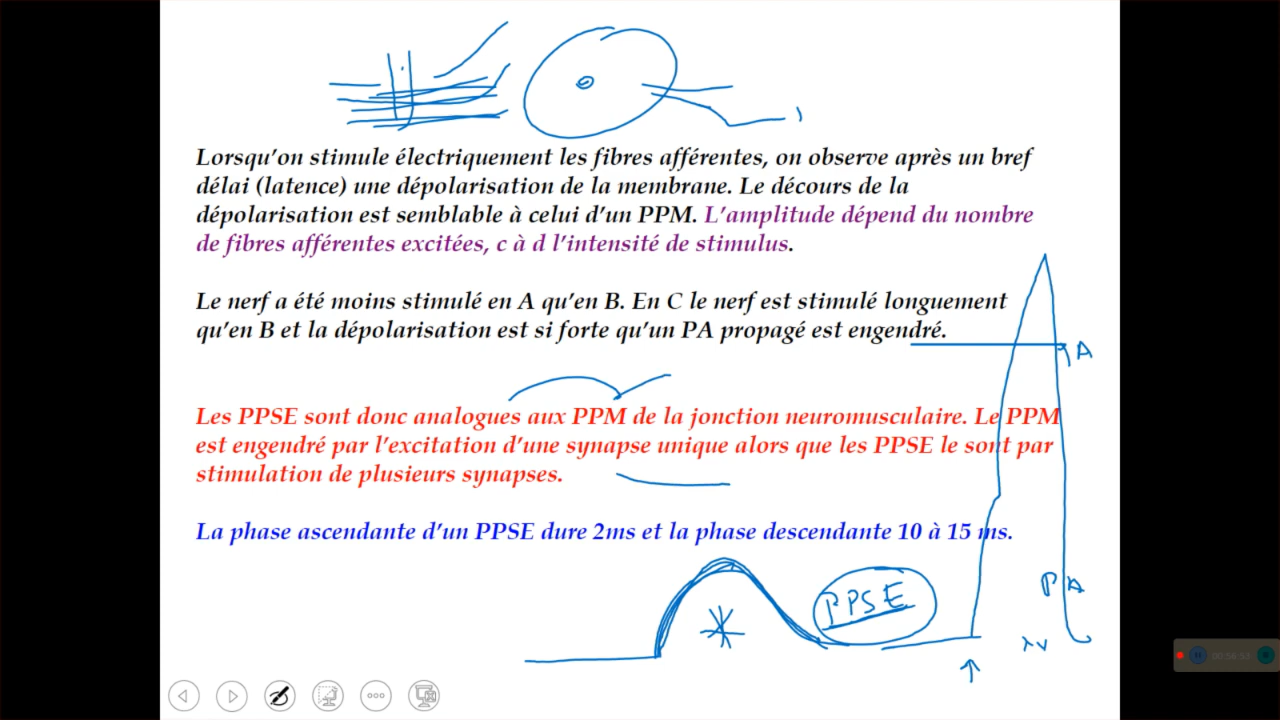 Lorsqu'on stimule électriquement les fibres afférentes, on observe après un bref
délai (latence) une dépolarisation de la membrane. Le décours de la
dépolarisation est semblable à celui d'un PPM. L'amplitude dépend du nombre
de fibres afférentes excitées, c à d l'intensité de stimulus.
Le nerf a été moins stimulé en A qu'en B. En C le nerf est stimulé longuement
qu'en B et la dépolarisation est si forte qu'un PA propagé est engendré.
A
Les PPSE sont donc analogues aux PPM de la jonction neuromusculaire. Le PPM
est engendré par l'excitation d'une synapse unique alors que les PPSE le sont par
stimulation de plusieurs synapses.
La phase ascendante d'un PPSE dure 2ms et la phase descendante 10 à 15 ms.
PPSE
PA